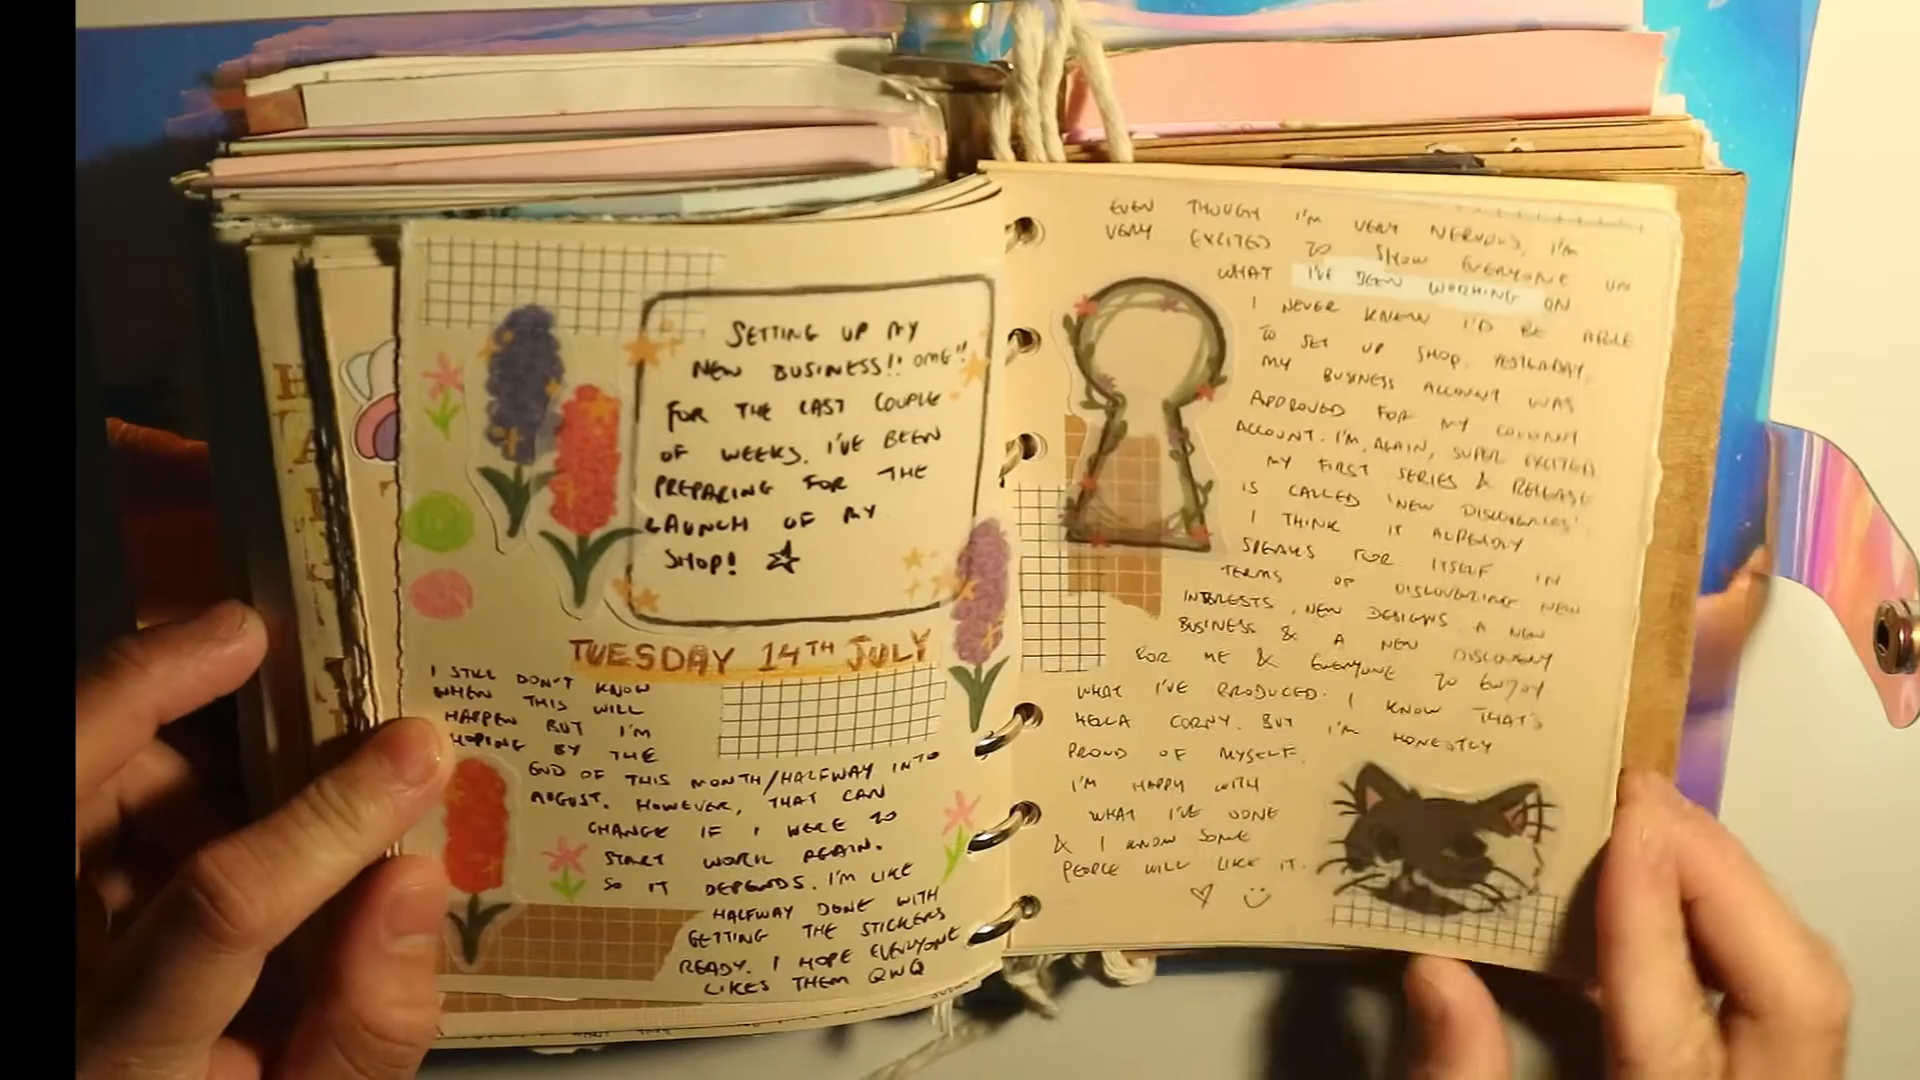 SETTING UP MY
NEW BUSINESS!! OMG!!
FOR THE LAST COUPLE
OF WEEKS, I'VE BEEN
PREPARING FOR THE
LAUNCH OF MY
SHOP! ☆
TUESDAY 14TH JULY
I STILL DON'T KNOW
WHEN THIS WILL
HAPPEN BUT I'M
HOPING BY THE
END OF THIS MONTH/HALFWAY INTO
AUGUST. HOWEVER, THAT CAN
CHANGE IF I WERE TO
START WORK AGAIN.
SO IT DEPENDS. I'M LIKE
HALFWAY DONE WITH
GETTING THE STICKERS
READY. I HOPE EVERYONE
LIKES THEM QWQ
EVEN THOUGH I'M VERY NERVOUS, I'M
VERY EXCITED TO SHOW EVERYONE
WHAT I'VE BEEN WORKING ON
I NEVER KNEW I'D BE ABLE
TO SET UP SHOP. YESTERDAY,
MY BUSINESS ACCOUNT WAS
APPROVED FOR MY
ACCOUNT. I'M, AGAIN, SUPER EXCITED
MY FIRST SERIES & RELEASE
IS CALLED 'NEW DISCOVERIES'
I THINK IT ALREADY
SPEAKS FOR ITSELF IN
TERMS OF DISCOVERING NEW
INTERESTS, NEW DESIGNS, A NEW
BUSINESS & A NEW DISCOVERY
FOR ME & EVERYONE TO ENJOY
WHAT I'VE PRODUCED. I KNOW THAT'S
HELLA CORNY. BUT I'M HONESTLY
PROUD OF MYSELF.
I'M HAPPY WITH
WHAT I'VE DONE
& I KNOW SOME
PEOPLE WILL LIKE IT.
♡ :)